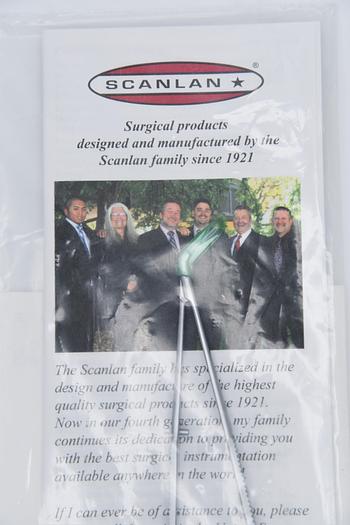 SCANLAN ★ ®
Surgical products
designed and manufactured by the
Scanlan family since 1921
The Scanlan family has specialized in the
design and manufacture of the highest
quality surgical products since 1921.
Now in our fourth generation my family
continues its dedication to providing you
with the best surgical instrumentation
available anywhere in the world
If I can ever be of assistance to you, please